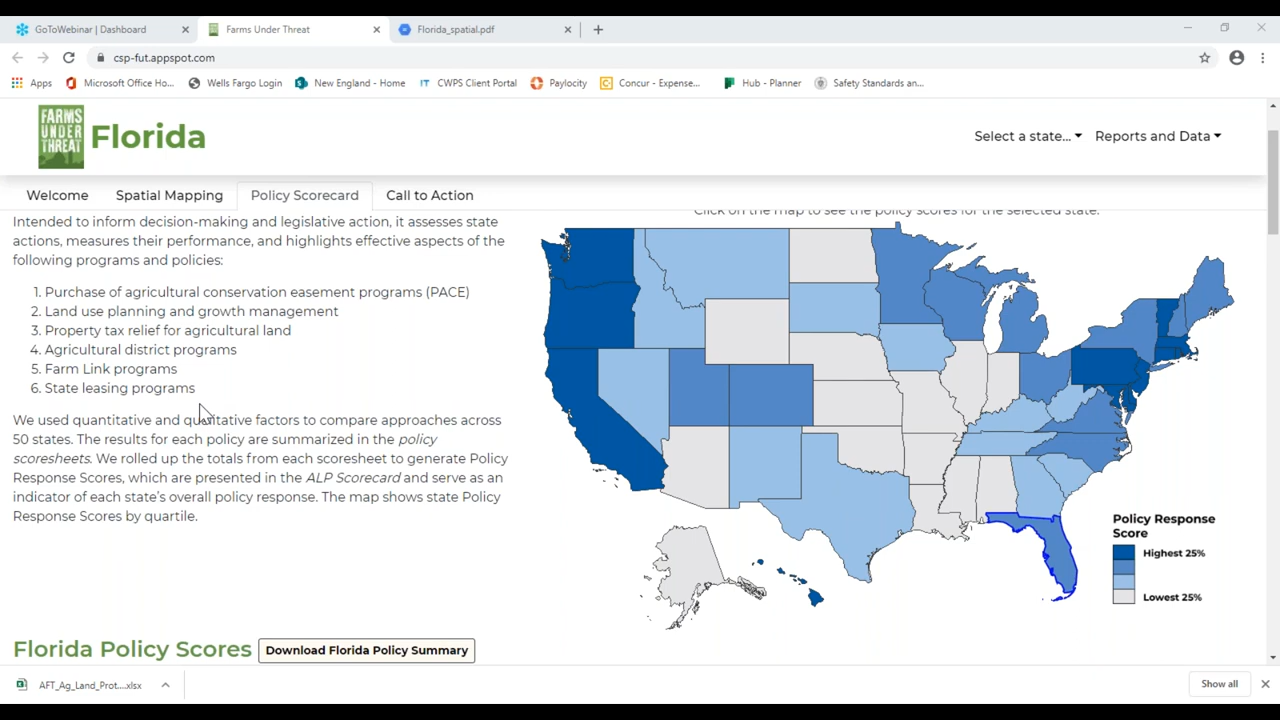 GoToWebinar | Dashboard
Farms Under Threat
Florida_spatial.pdf
csp-fut.appspot.com
Apps
Microsoft Office Ho...
Wells Fargo Login
New England - Home
IT CWPS Client Portal
Paylocity
Concur - Expense...
Hub - Planner
Safety Standards an...
FARMS
UNDER
THREAT
Florida
Select a state...
Reports and Data
Welcome
Spatial Mapping
Policy Scorecard
Call to Action
Intended to inform decision-making and legislative action, it assesses state
actions, measures their performance, and highlights effective aspects of the
following programs and policies:
1. Purchase of agricultural conservation easement programs (PACE)
2. Land use planning and growth management
3. Property tax relief for agricultural land
4. Agricultural district programs
5. Farm Link programs
6. State leasing programs
We used quantitative and qualitative factors to compare approaches across
50 states. The results for each policy are summarized in the policy
scoresheets. We rolled up the totals from each scoresheet to generate Policy
Response Scores, which are presented in the ALP Scorecard and serve as an
indicator of each state's overall policy response. The map shows state Policy
Response Scores by quartile.
Click on the map to see the policy scores for the selected state.
Policy Response
Score
Highest 25%
Lowest 25%
Florida Policy Scores
Download Florida Policy Summary
AFT_Ag_Land_Prot....xlsx
Show all